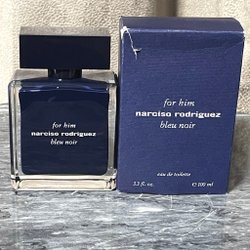 for him
narciso rodriguez
bleu noir
for him
narciso rodriguez
bleu noir
eau de toilette
3.3 fl. oz. ℮ 100 ml